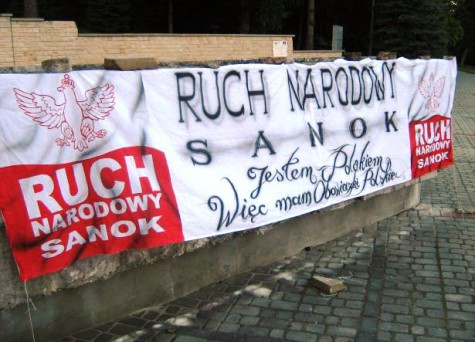 RUCH NARODOWY
SANOK
Jestem Polakiem
Więc mam Obowiązki Polskie
RUCH
NARODOWY
SANOK
RUCH
NARODOWY
SANOK